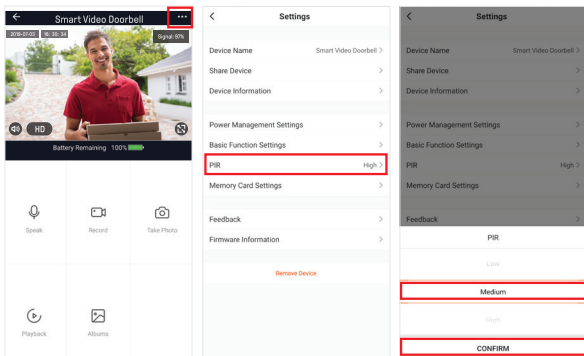 Smart Video Doorbell
2019-07-03 16: 30: 34
Signal: 97%
HD
Battery Remaining 100%
Speak
Record
Take Photo
Playback
Albums
Settings
Device Name
Smart Video Doorbell
Share Device
Device Information
Power Management Settings
Basic Function Settings
PIR
High
Memory Card Settings
Feedback
Firmware Information
Remove Device
Settings
Device Name
Smart Video Doorbell
Share Device
Device Information
Power Management Settings
Basic Function Settings
PIR
High
Memory Card Settings
Feedback
PIR
Low
Medium
High
CONFIRM